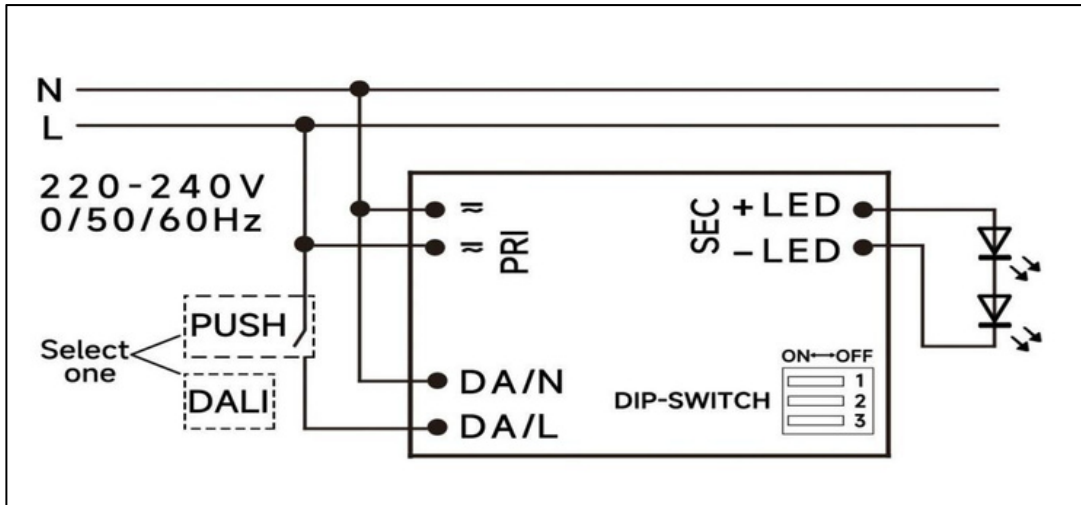 N
L
220-240V
0/50/60Hz
PRI
SEC
+ LED
– LED
PUSH
Select
one
DALI
DA/N
DA/L
DIP-SWITCH
ON↔OFF
1
2
3